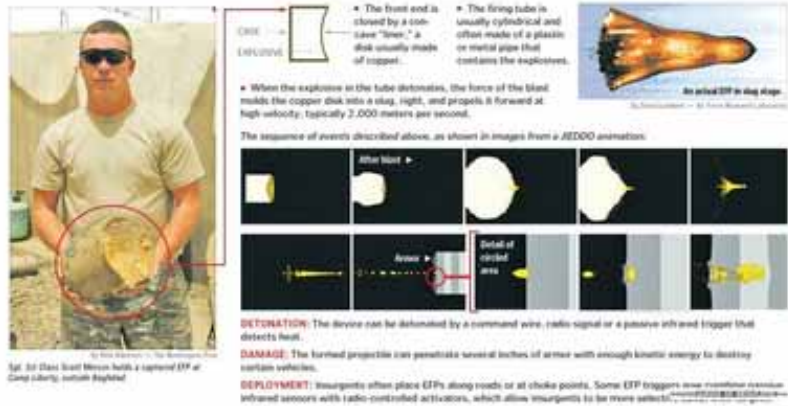 CASE
EXPLOSIVE
• The front end is
closed by a con-
cave "liner," a
disk usually made
of copper.
• The firing tube is
usually cylindrical and
often made of a plastic
or metal pipe that
contains the explosives.
An actual EFP in slug stage.
• When the explosive in the tube detonates, the force of the blast
molds the copper disk into a slug, right, and propels it forward at
high velocity, typically 2,000 meters per second.
The sequence of events described above, as shown in images from a JIEDDO animation:
After blast ►
Armor ►
Detail of
circled
area
DETONATION: The device can be detonated by a command wire, radio signal or a passive infrared trigger that
detects heat.
DAMAGE: The formed projectile can penetrate several inches of armor with enough kinetic energy to destroy
certain vehicles.
DEPLOYMENT: Insurgents often place EFPs along roads or at choke points. Some EFP triggers
infrared sensors with radio-controlled activators, which allow insurgents to be more
The Washington Post
Sgt. 1st Class Scott holds a captured EFP at
Camp Liberty, outside Baghdad.